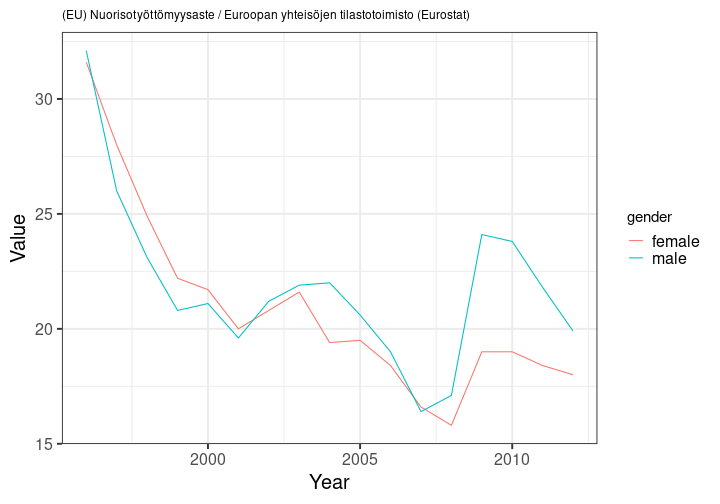 (EU) Nuorisotyöttömyysaste / Euroopan yhteisöjen tilastotoimisto (Eurostat)
30
25
20
15
Value
2000
2005
2010
Year
gender
female
male